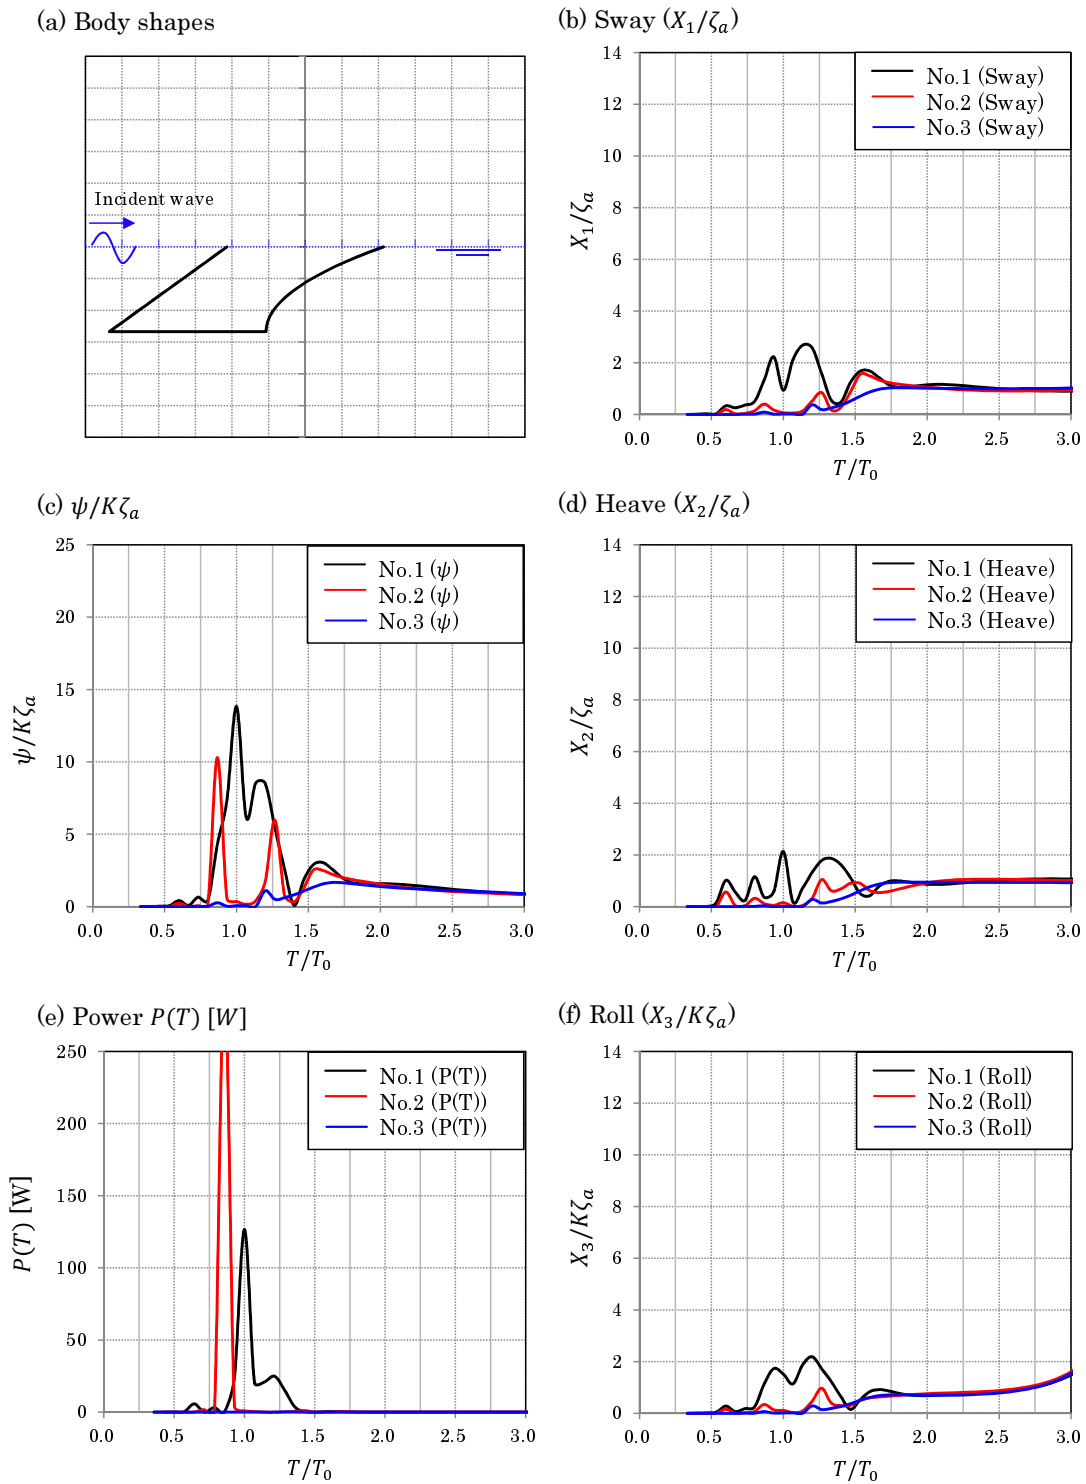 (a) Body shapes
Incident wave
(b) Sway (X₁/ζₐ)
14
12
10
8
6
4
2
0
X₁/ζₐ
No.1 (Sway)
No.2 (Sway)
No.3 (Sway)
0.0 0.5 1.0 1.5 2.0 2.5 3.0
T/T₀
(c) ψ/Kζₐ
25
20
15
10
5
0
ψ/Kζₐ
No.1 (ψ)
No.2 (ψ)
No.3 (ψ)
0.0 0.5 1.0 1.5 2.0 2.5 3.0
T/T₀
(d) Heave (X₂/ζₐ)
14
12
10
8
6
4
2
0
X₂/ζₐ
No.1 (Heave)
No.2 (Heave)
No.3 (Heave)
0.0 0.5 1.0 1.5 2.0 2.5 3.0
T/T₀
(e) Power P(T) [W]
250
200
150
100
50
0
P(T) [W]
No.1 (P(T))
No.2 (P(T))
No.3 (P(T))
0.0 0.5 1.0 1.5 2.0 2.5 3.0
T/T₀
(f) Roll (X₃/Kζₐ)
14
12
10
8
6
4
2
0
X₃/Kζₐ
No.1 (Roll)
No.2 (Roll)
No.3 (Roll)
0.0 0.5 1.0 1.5 2.0 2.5 3.0
T/T₀